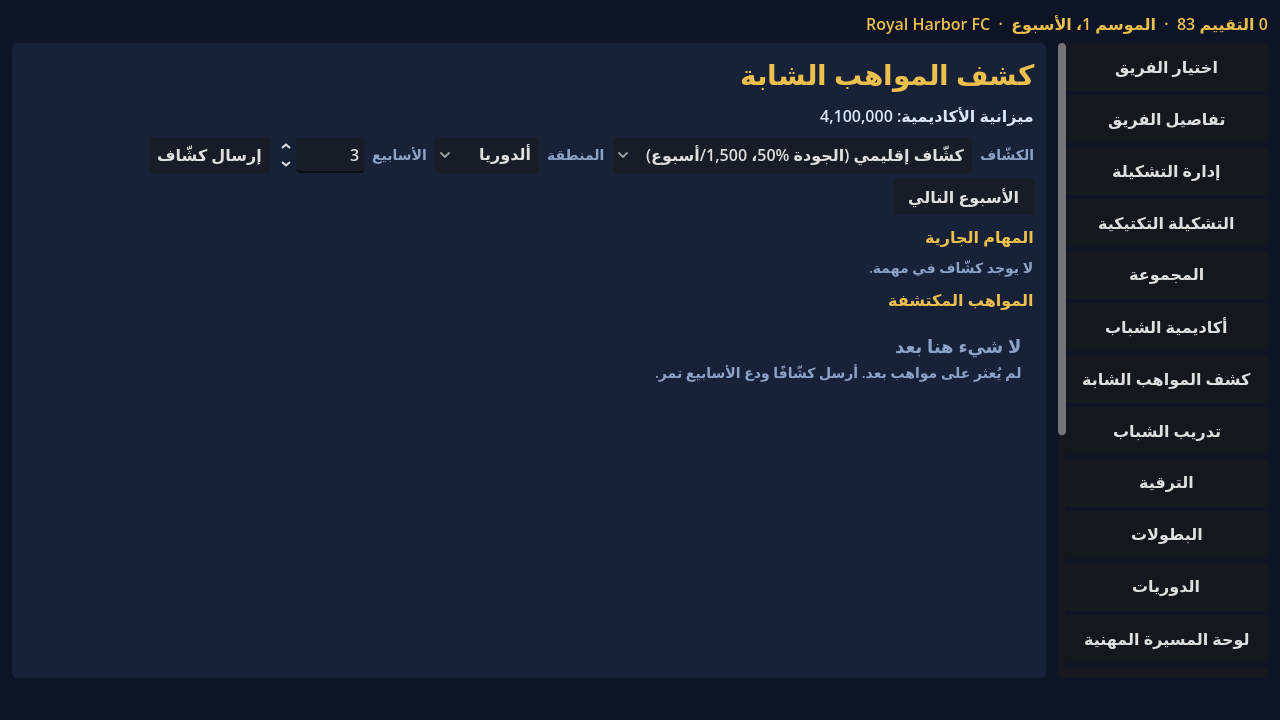 Royal Harbor FC · الموسم 1، الأسبوع 0 التقييم 83
اختيار الفريق
تفاصيل الفريق
إدارة التشكيلة
التشكيلة التكتيكية
المجموعة
أكاديمية الشباب
كشف المواهب الشابة
تدريب الشباب
الترقية
البطولات
الدوريات
لوحة المسيرة المهنية
كشف المواهب الشابة
ميزانية الأكاديمية: 4,100,000
الكشّاف كشّاف إقليمي (الجودة 50%، 1,500/أسبوع) المنطقة ألدوريا الأسابيع 3 إرسال كشّاف
الأسبوع التالي
المهام الجارية
لا يوجد كشّاف في مهمة.
المواهب المكتشفة
لا شيء هنا بعد
لم يُعثر على مواهب بعد. أرسل كشّافًا ودع الأسابيع تمر.